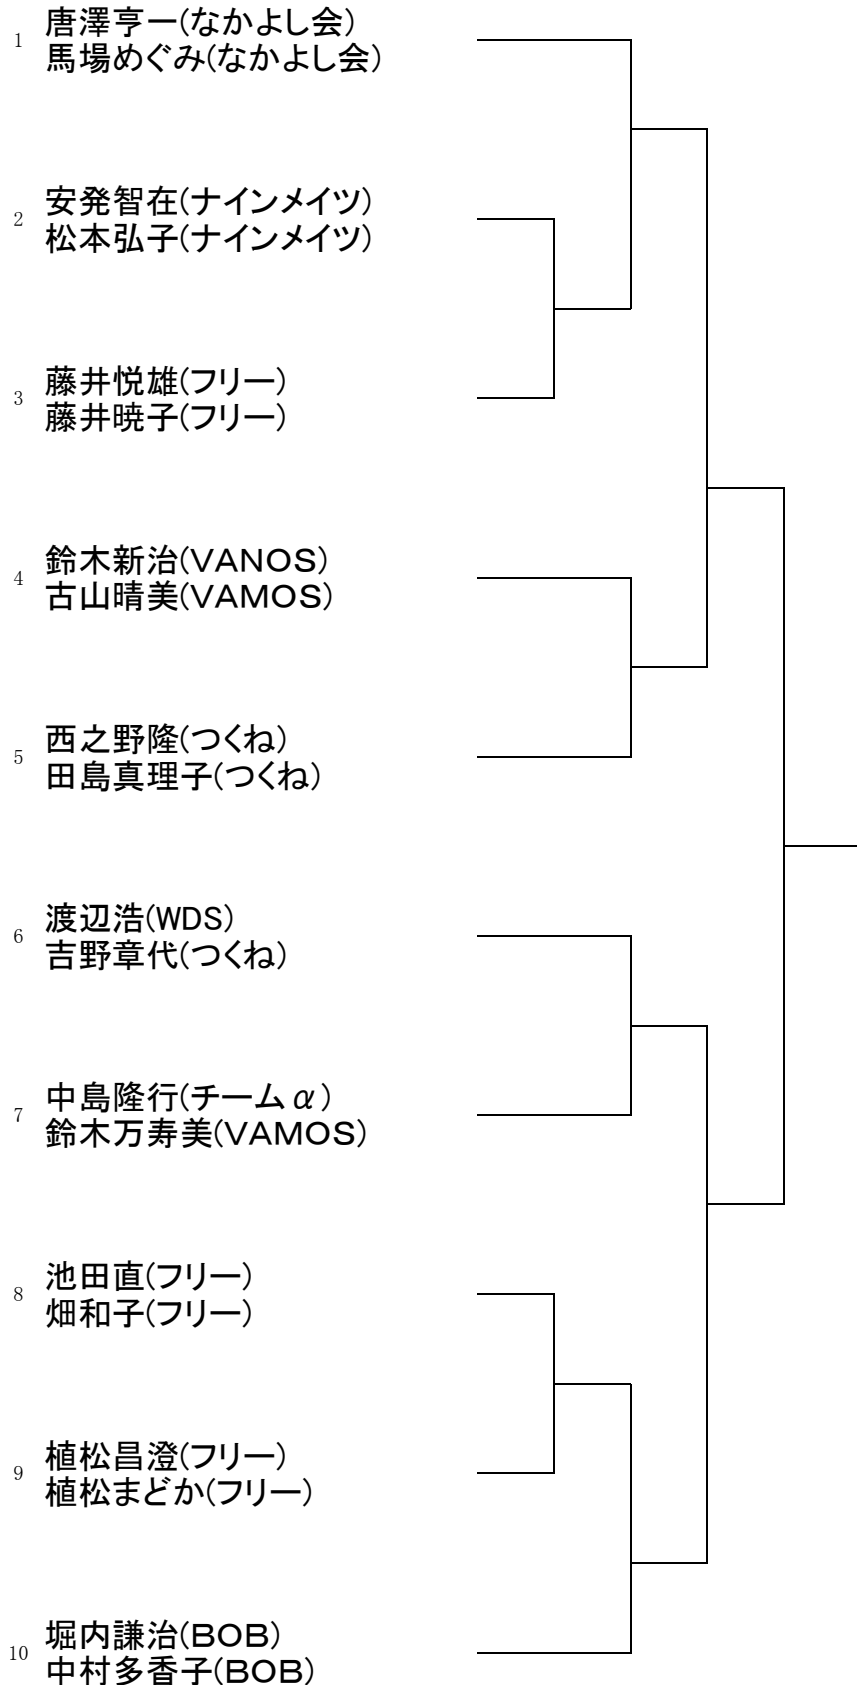 1 唐澤亨一(なかよし会)
馬場めぐみ(なかよし会)
2 安発智在(ナインメイツ)
松本弘子(ナインメイツ)
3 藤井悦雄(フリー)
藤井暁子(フリー)
4 鈴木新治(VANOS)
古山晴美(VAMOS)
5 西之野隆(つくね)
田島真理子(つくね)
6 渡辺浩(WDS)
吉野章代(つくね)
7 中島隆行(チームα)
鈴木万寿美(VAMOS)
8 池田直(フリー)
畑和子(フリー)
9 植松昌澄(フリー)
植松まどか(フリー)
10 堀内謙治(BOB)
中村多香子(BOB)